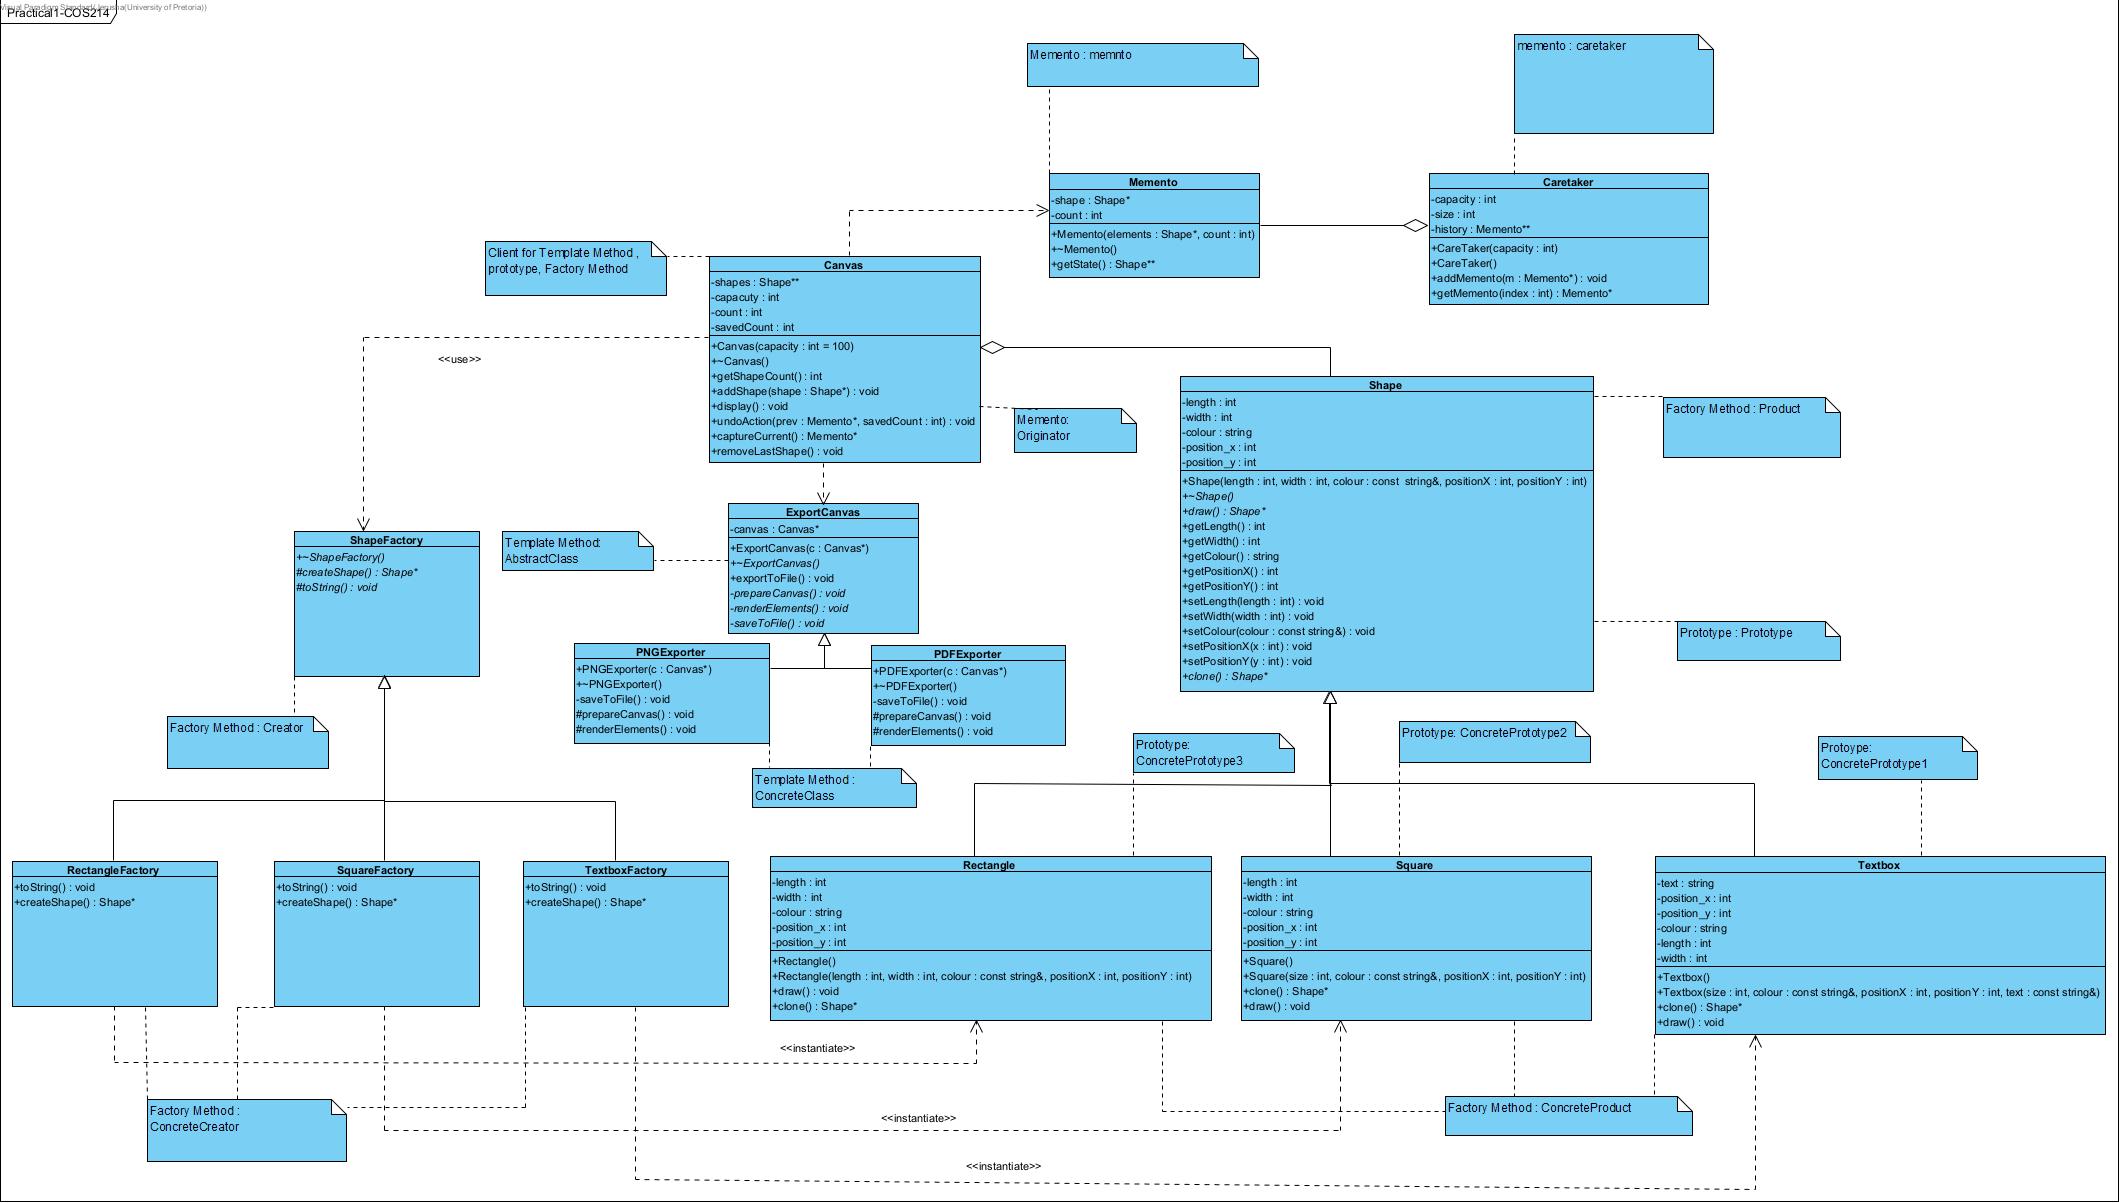 Visual Paradigm Standard(Jerusha(University of Pretoria))
Practical1-COS214
Memento : memnto
memento : caretaker
Memento
-shape : Shape*
-count : int
+Memento(elements : Shape*, count : int)
+~Memento()
+getState() : Shape**
Caretaker
-capacity : int
-size : int
-history : Memento**
+CareTaker(capacity : int)
+CareTaker()
+addMemento(m : Memento*) : void
+getMemento(index : int) : Memento*
Client for Template Method ,
prototype, Factory Method
Canvas
-shapes : Shape**
-capacuty : int
-count : int
-savedCount : int
+Canvas(capacity : int = 100)
+~Canvas()
+getShapeCount() : int
+addShape(shape : Shape*) : void
+display() : void
+undoAction(prev : Memento*, savedCount : int) : void
+captureCurrent() : Memento*
+removeLastShape() : void
<<use>>
Memento:
Originator
Shape
-length : int
-width : int
-colour : string
-position_x : int
-position_y : int
+Shape(length : int, width : int, colour : const  string&, positionX : int, positionY : int)
+~Shape()
+draw() : Shape*
+getLength() : int
+getWidth() : int
+getColour() : string
+getPositionX() : int
+getPositionY() : int
+setLength(length : int) : void
+setWidth(width : int) : void
+setColour(colour : const string&) : void
+setPositionX(x : int) : void
+setPositionY(y : int) : void
+clone() : Shape*
Factory Method : Product
Prototype : Prototype
ShapeFactory
+~ShapeFactory()
#createShape() : Shape*
#toString() : void
Template Method:
AbstractClass
ExportCanvas
-canvas : Canvas*
+ExportCanvas(c : Canvas*)
+~ExportCanvas()
+exportToFile() : void
-prepareCanvas() : void
-renderElements() : void
-saveToFile() : void
PNGExporter
+PNGExporter(c : Canvas*)
+~PNGExporter()
-saveToFile() : void
#prepareCanvas() : void
#renderElements() : void
PDFExporter
+PDFExporter(c : Canvas*)
+~PDFExporter()
-saveToFile() : void
#prepareCanvas() : void
#renderElements() : void
Factory Method : Creator
Template Method :
ConcreteClass
Prototype:
ConcretePrototype3
Prototype: ConcretePrototype2
Protoype:
ConcretePrototype1
RectangleFactory
+toString() : void
+createShape() : Shape*
SquareFactory
+toString() : void
+createShape() : Shape*
TextboxFactory
+toString() : void
+createShape() : Shape*
Rectangle
-length : int
-width : int
-colour : string
-position_x : int
-position_y : int
+Rectangle()
+Rectangle(length : int, width : int, colour : const string&, positionX : int, positionY : int)
+draw() : void
+clone() : Shape*
Square
-length : int
-width : int
-colour : string
-position_x : int
-position_y : int
+Square()
+Square(size : int, colour : const string&, positionX : int, positionY : int)
+clone() : Shape*
+draw() : void
Textbox
-text : string
-position_x : int
-position_y : int
-colour : string
-length : int
-width : int
+Textbox()
+Textbox(size : int, colour : const string&, positionX : int, positionY : int, text : const string&)
+clone() : Shape*
+draw() : void
<<instantiate>>
Factory Method :
ConcreteCreator
<<instantiate>>
Factory Method : ConcreteProduct
<<instantiate>>